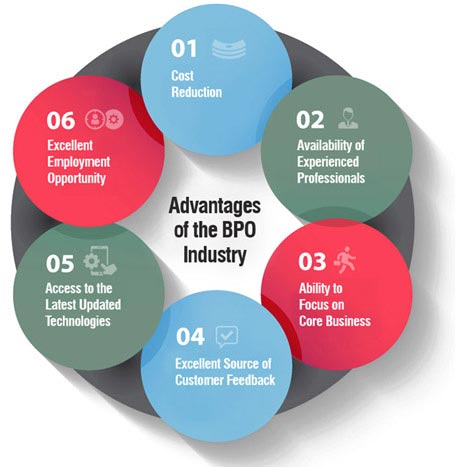 Advantages
of the BPO
Industry
01
Cost
Reduction
02
Availability of
Experienced
Professionals
03
Ability to
Focus on
Core Business
04
Excellent Source of
Customer Feedback
05
Access to the
Latest Updated
Technologies
06
Excellent
Employment
Opportunity